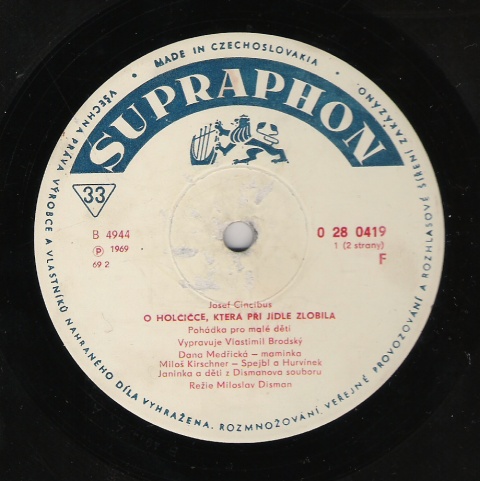 MADE IN CZECHOSLOVAKIA
SUPRAPHON
33
B 4944
Ⓟ 1969
69 2
0 28 0419
1 (2 strany)
F
Josef Cincibus
O HOLČIČCE, KTERÁ PŘI JÍDLE ZLOBILA
Pohádka pro malé děti
Vypravuje Vlastimil Brodský
Dana Medřická — maminka
Miloš Kirschner — Spejbl a Hurvínek
Janinka a děti z Dismanova souboru
Režie Miloslav Disman
VŠECHNA PRÁVA VÝROBCE A VLASTNÍKŮ NAHRANÉHO DÍLA VYHRAŽENA. ROZMNOŽOVÁNÍ VEŘEJNÉ PROVOZOVÁNÍ A ROZHLASOVÉ ŠÍŘENÍ ZAKÁZÁNO